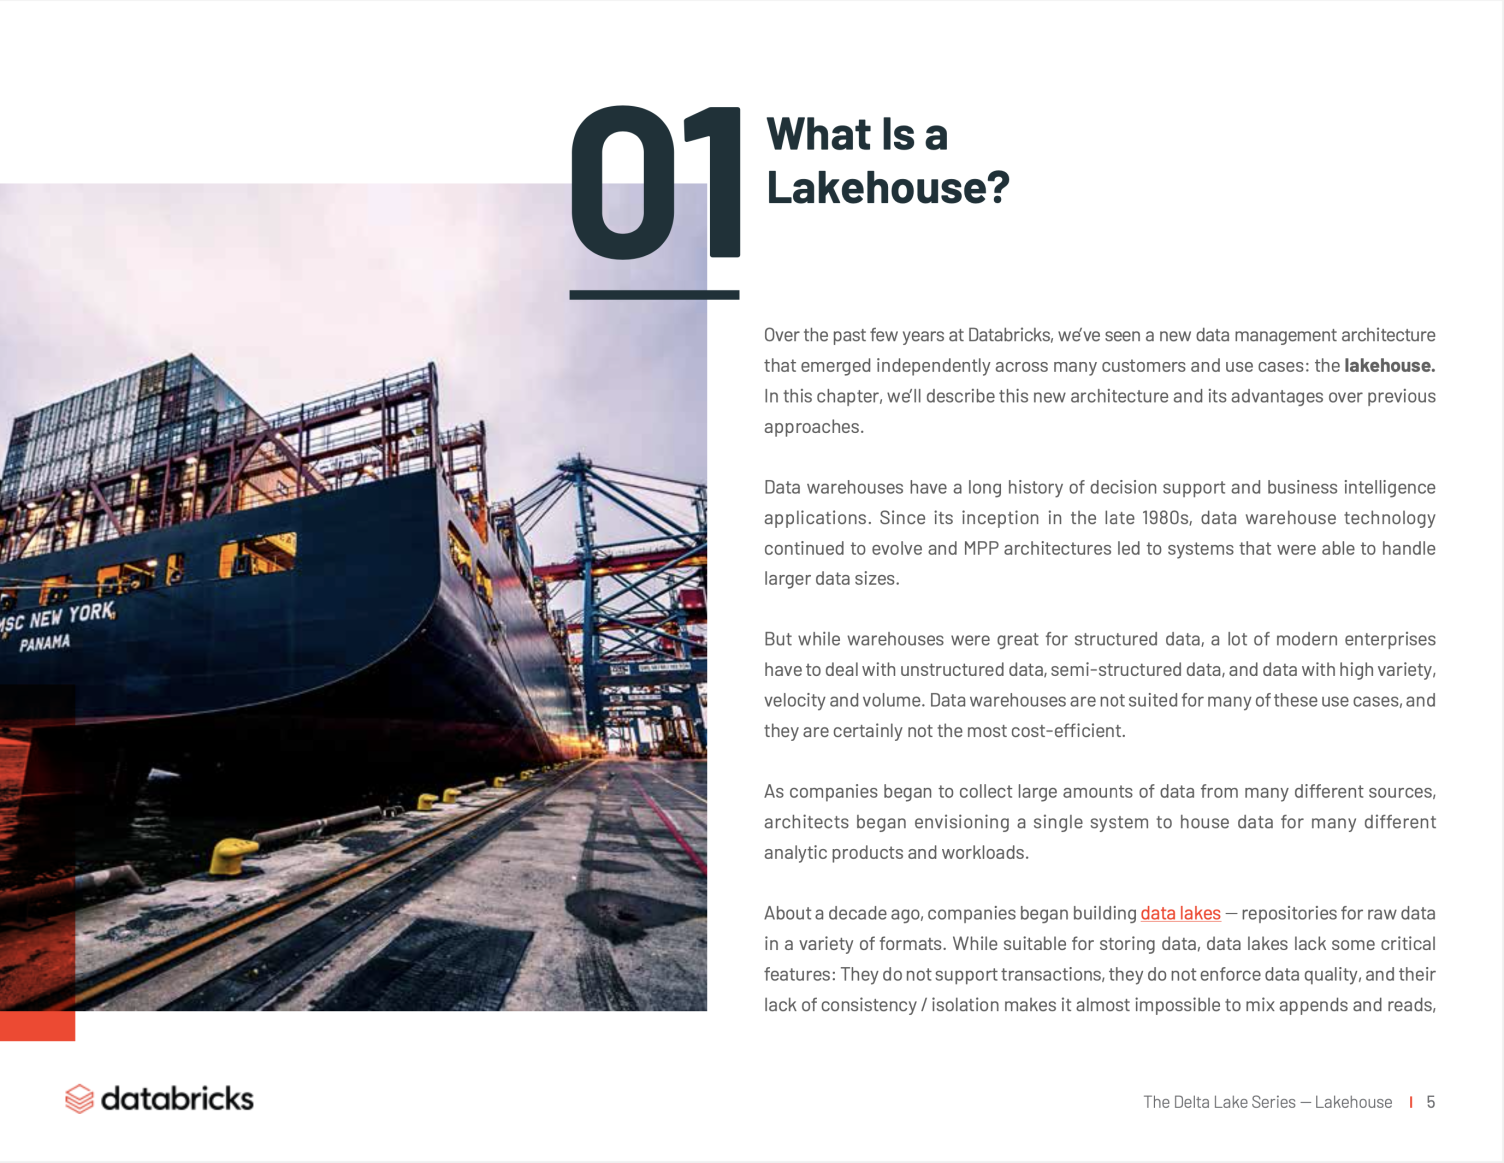 01
What Is a
Lakehouse?
Over the past few years at Databricks, we’ve seen a new data management architecture
that emerged independently across many customers and use cases: the lakehouse.
In this chapter, we’ll describe this new architecture and its advantages over previous
approaches.
Data warehouses have a long history of decision support and business intelligence
applications. Since its inception in the late 1980s, data warehouse technology
continued to evolve and MPP architectures led to systems that were able to handle
larger data sizes.
But while warehouses were great for structured data, a lot of modern enterprises
have to deal with unstructured data, semi-structured data, and data with high variety,
velocity and volume. Data warehouses are not suited for many of these use cases, and
they are certainly not the most cost-efficient.
As companies began to collect large amounts of data from many different sources,
architects began envisioning a single system to house data for many different
analytic products and workloads.
About a decade ago, companies began building data lakes — repositories for raw data
in a variety of formats. While suitable for storing data, data lakes lack some critical
features: They do not support transactions, they do not enforce data quality, and their
lack of consistency / isolation makes it almost impossible to mix appends and reads,
MSC NEW YORK
PANAMA
databricks
The Delta Lake Series — Lakehouse | 5